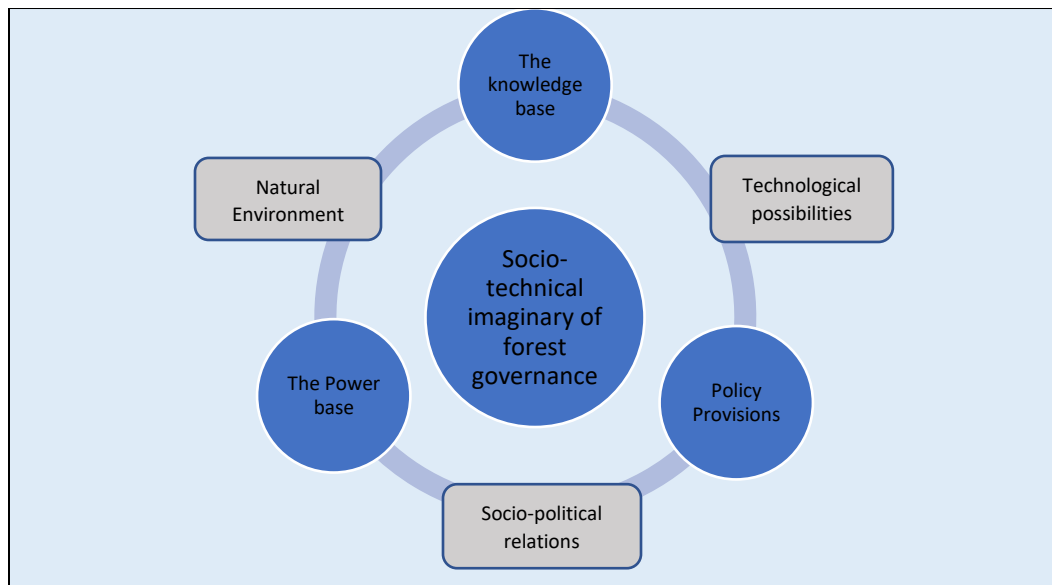 The
knowledge
base
Natural
Environment
Technological
possibilities
Socio-
technical
imaginary of
forest
governance
The Power
base
Policy
Provisions
Socio-political
relations